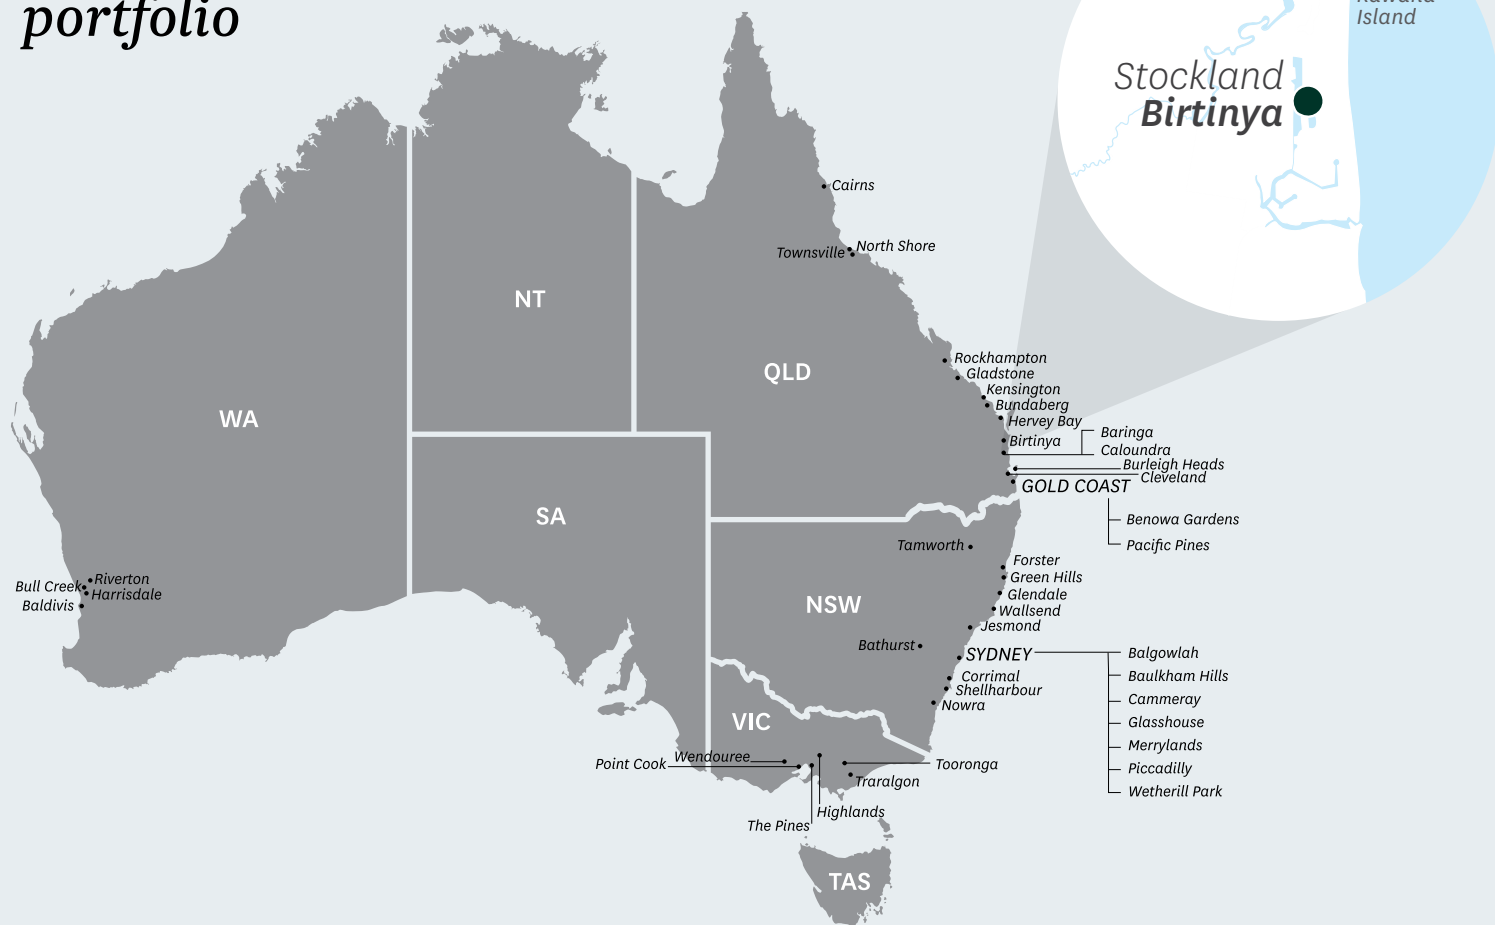 portfolio
Island
Stockland
Birtinya
Cairns
North Shore
Townsville
NT
QLD
WA
SA
Rockhampton
Gladstone
Kensington
Bundaberg
Hervey Bay
Birtinya
Baringa
Caloundra
Burleigh Heads
Cleveland
GOLD COAST
Benowa Gardens
Pacific Pines
Tamworth
NSW
Forster
Green Hills
Glendale
Wallsend
Jesmond
Bathurst
SYDNEY
Balgowlah
Baulkham Hills
Cammeray
Glasshouse
Merrylands
Piccadilly
Wetherill Park
Corrimal
Shellharbour
Nowra
Riverton
Bull Creek
Harrisdale
Baldivis
VIC
Wendouree
Point Cook
Tooronga
Traralgon
Highlands
The Pines
TAS